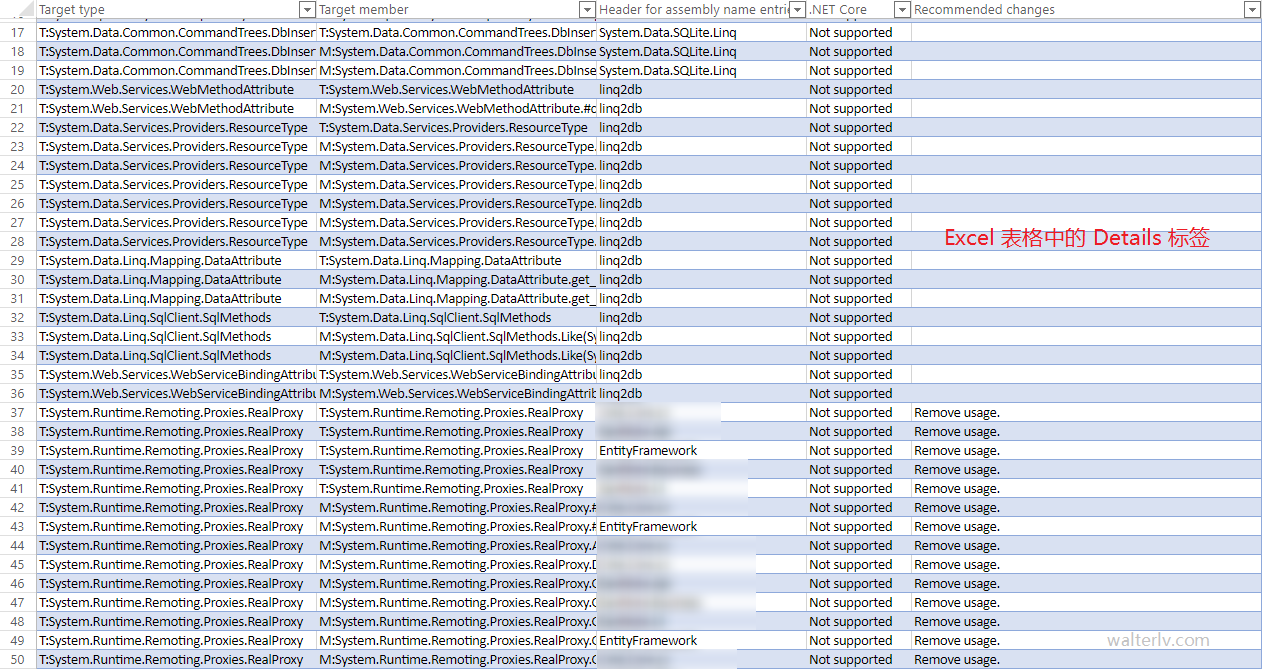 Target type Target member Header for assembly name entri .NET Core Recommended changes
17 T:System.Data.Common.CommandTrees.DbInser T:System.Data.Common.CommandTrees.DbInser System.Data.SQLite.Linq Not supported
18 T:System.Data.Common.CommandTrees.DbInser M:System.Data.Common.CommandTrees.DbInse System.Data.SQLite.Linq Not supported
19 T:System.Data.Common.CommandTrees.DbInser M:System.Data.Common.CommandTrees.DbInse System.Data.SQLite.Linq Not supported
20 T:System.Web.Services.WebMethodAttribute T:System.Web.Services.WebMethodAttribute linq2db Not supported
21 T:System.Web.Services.WebMethodAttribute M:System.Web.Services.WebMethodAttribute.#c linq2db Not supported
22 T:System.Data.Services.Providers.ResourceType T:System.Data.Services.Providers.ResourceType linq2db Not supported
23 T:System.Data.Services.Providers.ResourceType M:System.Data.Services.Providers.ResourceType. linq2db Not supported
24 T:System.Data.Services.Providers.ResourceType M:System.Data.Services.Providers.ResourceType. linq2db Not supported
25 T:System.Data.Services.Providers.ResourceType M:System.Data.Services.Providers.ResourceType. linq2db Not supported
26 T:System.Data.Services.Providers.ResourceType M:System.Data.Services.Providers.ResourceType. linq2db Not supported
27 T:System.Data.Services.Providers.ResourceType M:System.Data.Services.Providers.ResourceType. linq2db Not supported
28 T:System.Data.Services.Providers.ResourceType M:System.Data.Services.Providers.ResourceType. linq2db Not supported
Excel 表格中的 Details 标签
29 T:System.Data.Linq.Mapping.DataAttribute T:System.Data.Linq.Mapping.DataAttribute linq2db Not supported
30 T:System.Data.Linq.Mapping.DataAttribute M:System.Data.Linq.Mapping.DataAttribute.get_ linq2db Not supported
31 T:System.Data.Linq.Mapping.DataAttribute M:System.Data.Linq.Mapping.DataAttribute.get_ linq2db Not supported
32 T:System.Data.Linq.SqlClient.SqlMethods T:System.Data.Linq.SqlClient.SqlMethods linq2db Not supported
33 T:System.Data.Linq.SqlClient.SqlMethods M:System.Data.Linq.SqlClient.SqlMethods.Like(Sy linq2db Not supported
34 T:System.Data.Linq.SqlClient.SqlMethods M:System.Data.Linq.SqlClient.SqlMethods.Like(Sy linq2db Not supported
35 T:System.Web.Services.WebServiceBindingAttribu T:System.Web.Services.WebServiceBindingAttribu linq2db Not supported
36 T:System.Web.Services.WebServiceBindingAttribu M:System.Web.Services.WebServiceBindingAttrib linq2db Not supported
37 T:System.Runtime.Remoting.Proxies.RealProxy T:System.Runtime.Remoting.Proxies.RealProxy Not supported Remove usage.
38 T:System.Runtime.Remoting.Proxies.RealProxy T:System.Runtime.Remoting.Proxies.RealProxy Not supported Remove usage.
39 T:System.Runtime.Remoting.Proxies.RealProxy T:System.Runtime.Remoting.Proxies.RealProxy EntityFramework Not supported Remove usage.
40 T:System.Runtime.Remoting.Proxies.RealProxy T:System.Runtime.Remoting.Proxies.RealProxy Not supported Remove usage.
41 T:System.Runtime.Remoting.Proxies.RealProxy T:System.Runtime.Remoting.Proxies.RealProxy Not supported Remove usage.
42 T:System.Runtime.Remoting.Proxies.RealProxy M:System.Runtime.Remoting.Proxies.RealProxy.# Not supported Remove usage.
43 T:System.Runtime.Remoting.Proxies.RealProxy M:System.Runtime.Remoting.Proxies.RealProxy.# EntityFramework Not supported Remove usage.
44 T:System.Runtime.Remoting.Proxies.RealProxy M:System.Runtime.Remoting.Proxies.RealProxy.A Not supported Remove usage.
45 T:System.Runtime.Remoting.Proxies.RealProxy M:System.Runtime.Remoting.Proxies.RealProxy.D Not supported Remove usage.
46 T:System.Runtime.Remoting.Proxies.RealProxy M:System.Runtime.Remoting.Proxies.RealProxy.G Not supported Remove usage.
47 T:System.Runtime.Remoting.Proxies.RealProxy M:System.Runtime.Remoting.Proxies.RealProxy.G Not supported Remove usage.
48 T:System.Runtime.Remoting.Proxies.RealProxy M:System.Runtime.Remoting.Proxies.RealProxy.G Not supported Remove usage.
49 T:System.Runtime.Remoting.Proxies.RealProxy M:System.Runtime.Remoting.Proxies.RealProxy.G EntityFramework Not supported Remove usage.
walterlv.com
50 T:System.Runtime.Remoting.Proxies.RealProxy M:System.Runtime.Remoting.Proxies.RealProxy.G Not supported Remove usage.